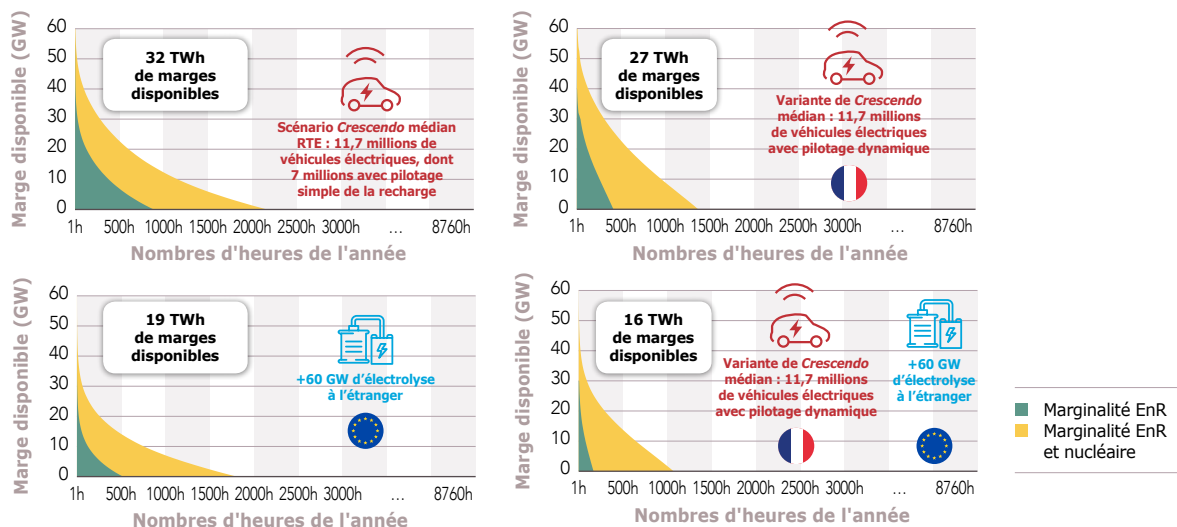 Marge disponible (GW)
60
50
40
30
20
10
0
32 TWh
de marges
disponibles
Scénario Crescendo médian
RTE : 11,7 millions de
véhicules électriques, dont
7 millions avec pilotage
simple de la recharge
1h 500h 1000h 1500h 2000h 2500h 3000h ... 8760h
Nombres d'heures de l'année
Marge disponible (GW)
60
50
40
30
20
10
0
27 TWh
de marges
disponibles
Variante de Crescendo
médian : 11,7 millions
de véhicules électriques
avec pilotage dynamique
1h 500h 1000h 1500h 2000h 2500h 3000h ... 8760h
Nombres d'heures de l'année
Marge disponible (GW)
60
50
40
30
20
10
0
19 TWh
de marges
disponibles
+60 GW d'électrolyse
à l'étranger
1h 500h 1000h 1500h 2000h 2500h 3000h ... 8760h
Nombres d'heures de l'année
Marge disponible (GW)
60
50
40
30
20
10
0
16 TWh
de marges
disponibles
Variante de Crescendo
médian : 11,7 millions
de véhicules électriques
avec pilotage dynamique
+60 GW
d'électrolyse
à l'étranger
1h 500h 1000h 1500h 2000h 2500h 3000h ... 8760h
Nombres d'heures de l'année
Marginalité EnR
Marginalité EnR
et nucléaire